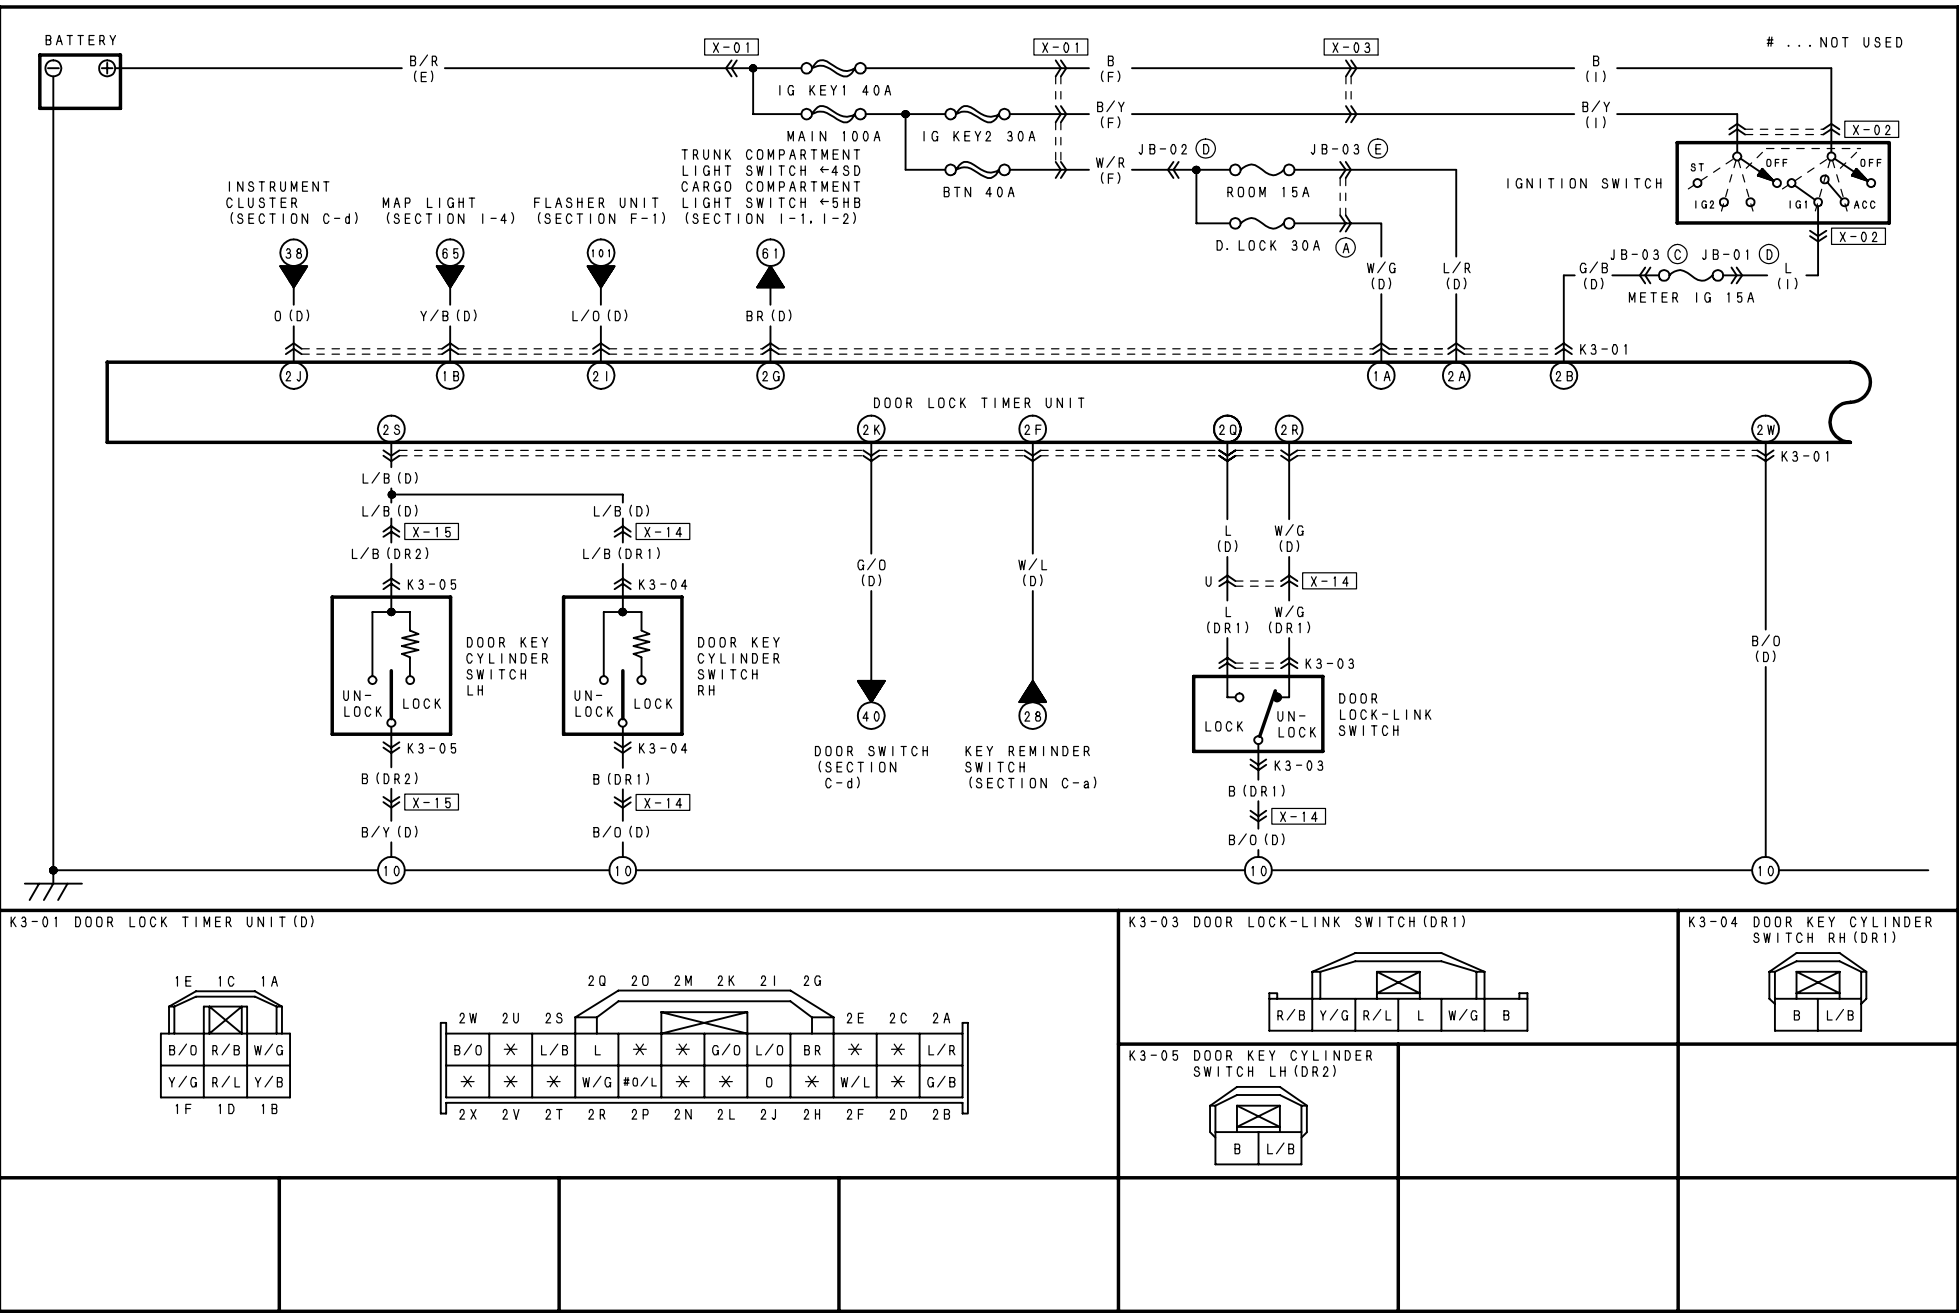 BATTERY
# ...NOT USED
B/R
(E)
X-01
IG KEY1 40A
MAIN 100A
IG KEY2 30A
BTN 40A
X-01
B
(F)
B/Y
(F)
W/R
(F)
X-03
B
(I)
B/Y
(I)
X-02
JB-02 D
ROOM 15A
JB-03 E
D.LOCK 30A
A
IGNITION SWITCH
ST
OFF
OFF
IG2
IG1
ACC
X-02
JB-03 C
JB-01 D
G/B
(D)
METER IG 15A
L
(I)
W/G
(D)
L/R
(D)
INSTRUMENT
CLUSTER
(SECTION C-d)
MAP LIGHT
(SECTION I-4)
FLASHER UNIT
(SECTION F-1)
TRUNK COMPARTMENT
LIGHT SWITCH ←4SD
CARGO COMPARTMENT
LIGHT SWITCH ←5HB
(SECTION I-1, I-2)
38
65
101
61
O(D)
Y/B(D)
L/O(D)
BR(D)
K3-01
2J
1B
2I
2G
1A
2A
2B
DOOR LOCK TIMER UNIT
2S
2K
2F
2Q
2R
2W
K3-01
L/B(D)
L/B(D)
L/B(D)
X-15
X-14
L/B(DR2)
L/B(DR1)
K3-05
K3-04
UN-
LOCK
LOCK
DOOR KEY
CYLINDER
SWITCH
LH
UN-
LOCK
LOCK
DOOR KEY
CYLINDER
SWITCH
RH
K3-05
K3-04
B(DR2)
B(DR1)
X-15
X-14
B/Y(D)
B/O(D)
10
10
G/O
(D)
40
DOOR SWITCH
(SECTION
C-d)
W/L
(D)
28
KEY REMINDER
SWITCH
(SECTION C-a)
L
(D)
W/G
(D)
U
X-14
L
(DR1)
W/G
(DR1)
K3-03
LOCK
UN-
LOCK
DOOR
LOCK-LINK
SWITCH
K3-03
B(DR1)
X-14
B/O(D)
10
B/O
(D)
10
K3-01 DOOR LOCK TIMER UNIT(D)
1E 1C 1A
B/O R/B W/G
Y/G R/L Y/B
1F 1D 1B
2Q 2O 2M 2K 2I 2G
2W 2U 2S 2E 2C 2A
B/O * L/B L * * G/O L/O BR * * L/R
* * * W/G #O/L * * O * W/L * G/B
2X 2V 2T 2R 2P 2N 2L 2J 2H 2F 2D 2B
K3-03 DOOR LOCK-LINK SWITCH(DR1)
R/B Y/G R/L L W/G B
K3-04 DOOR KEY CYLINDER
SWITCH RH(DR1)
B L/B
K3-05 DOOR KEY CYLINDER
SWITCH LH(DR2)
B L/B